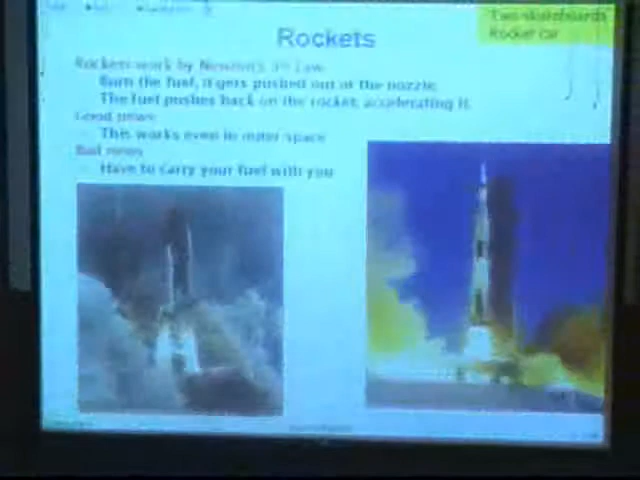 Two skateboards
Rocket car
Rockets
Rockets work by Newton's 3rd Law
Burn the fuel, it gets pushed out of the nozzle.
The fuel pushes back on the rocket, accelerating it.
Good news
This works even in outer space
Bad news
Have to carry your fuel with you